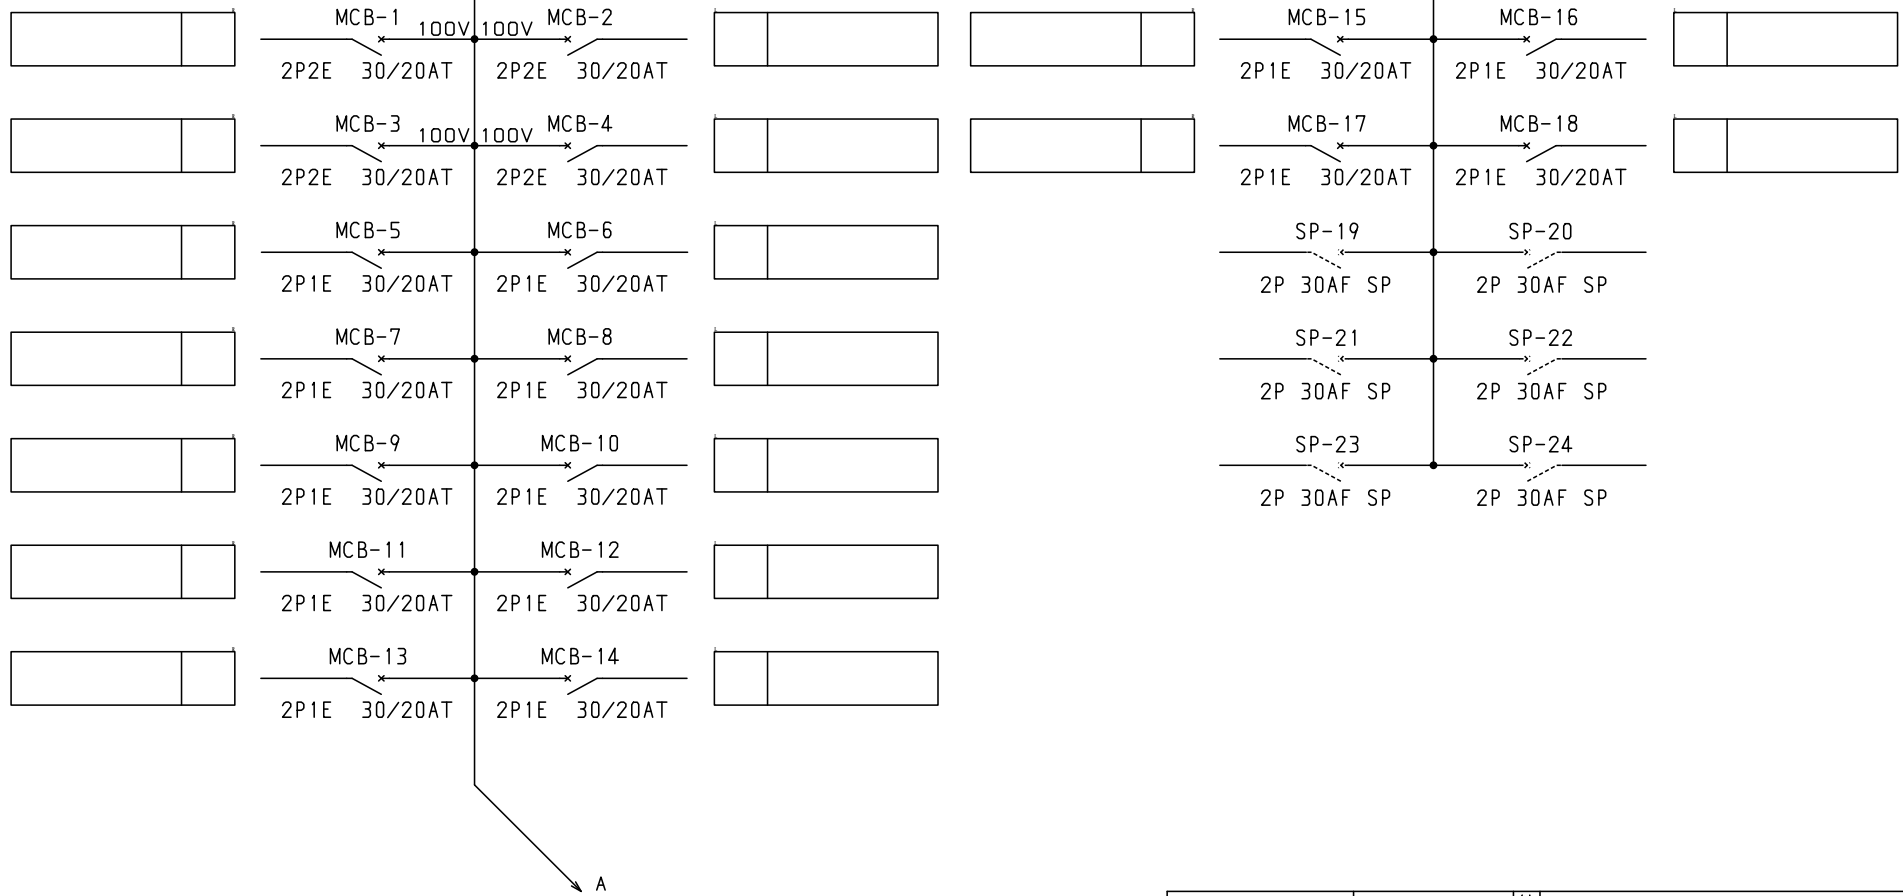 MCB-1 100V 100V MCB-2
2P2E 30/20AT 2P2E 30/20AT
MCB-3 100V 100V MCB-4
2P2E 30/20AT 2P2E 30/20AT
MCB-5 MCB-6
2P1E 30/20AT 2P1E 30/20AT
MCB-7 MCB-8
2P1E 30/20AT 2P1E 30/20AT
MCB-9 MCB-10
2P1E 30/20AT 2P1E 30/20AT
MCB-11 MCB-12
2P1E 30/20AT 2P1E 30/20AT
MCB-13 MCB-14
2P1E 30/20AT 2P1E 30/20AT
A
MCB-15 MCB-16
2P1E 30/20AT 2P1E 30/20AT
MCB-17 MCB-18
2P1E 30/20AT 2P1E 30/20AT
SP-19 SP-20
2P 30AF SP 2P 30AF SP
SP-21 SP-22
2P 30AF SP 2P 30AF SP
SP-23 SP-24
2P 30AF SP 2P 30AF SP